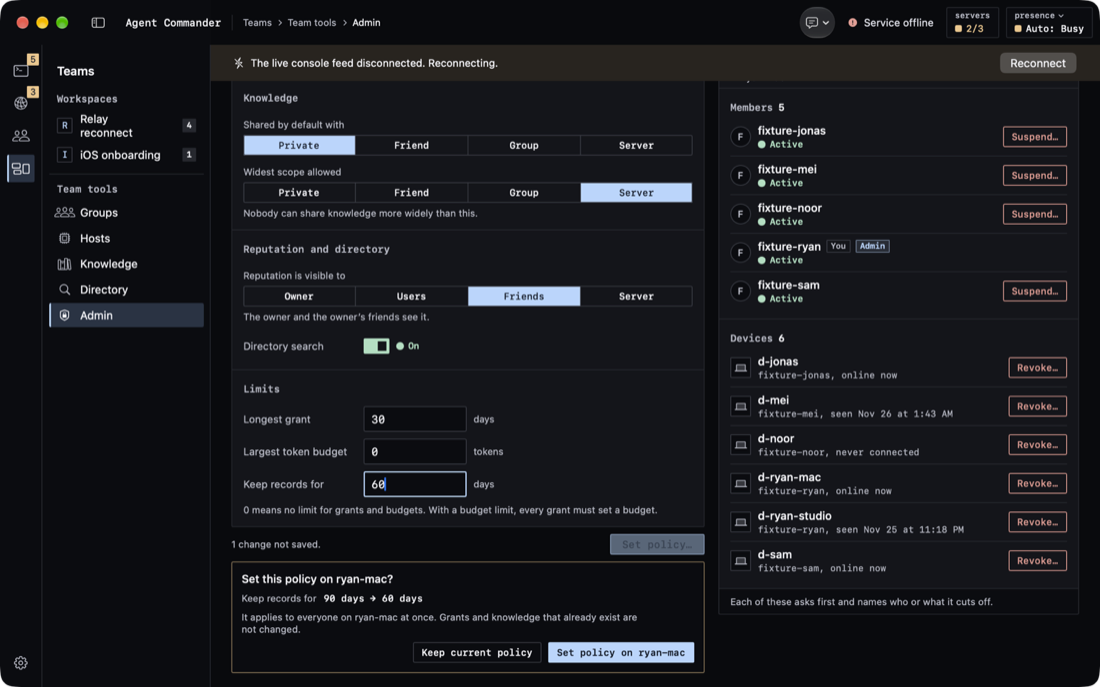 Agent Commander
Teams › Team tools › Admin
Service offline
servers
2/3
presence
Auto: Busy
5
3
The live console feed disconnected. Reconnecting.
Reconnect
Teams
Workspaces
R Relay reconnect 4
I iOS onboarding 1
Team tools
Groups
Hosts
Knowledge
Directory
Admin
Knowledge
Shared by default with
Private Friend Group Server
Widest scope allowed
Private Friend Group Server
Nobody can share knowledge more widely than this.
Reputation and directory
Reputation is visible to
Owner Users Friends Server
The owner and the owner's friends see it.
Directory search On
Limits
Longest grant 30 days
Largest token budget 0 tokens
Keep records for 60 days
0 means no limit for grants and budgets. With a budget limit, every grant must set a budget.
1 change not saved.
Set policy…
Set this policy on ryan-mac?
Keep records for 90 days → 60 days
It applies to everyone on ryan-mac at once. Grants and knowledge that already exist are
not changed.
Keep current policy
Set policy on ryan-mac
Members 5
F fixture-jonas
Active
Suspend…
F fixture-mei
Active
Suspend…
F fixture-noor
Active
Suspend…
F fixture-ryan You Admin
Active
F fixture-sam
Active
Suspend…
Devices 6
d-jonas
fixture-jonas, online now
Revoke…
d-mei
fixture-mei, seen Nov 26 at 1:43 AM
Revoke…
d-noor
fixture-noor, never connected
Revoke…
d-ryan-mac
fixture-ryan, online now
Revoke…
d-ryan-studio
fixture-ryan, seen Nov 25 at 11:18 PM
Revoke…
d-sam
fixture-sam, online now
Revoke…
Each of these asks first and names who or what it cuts off.